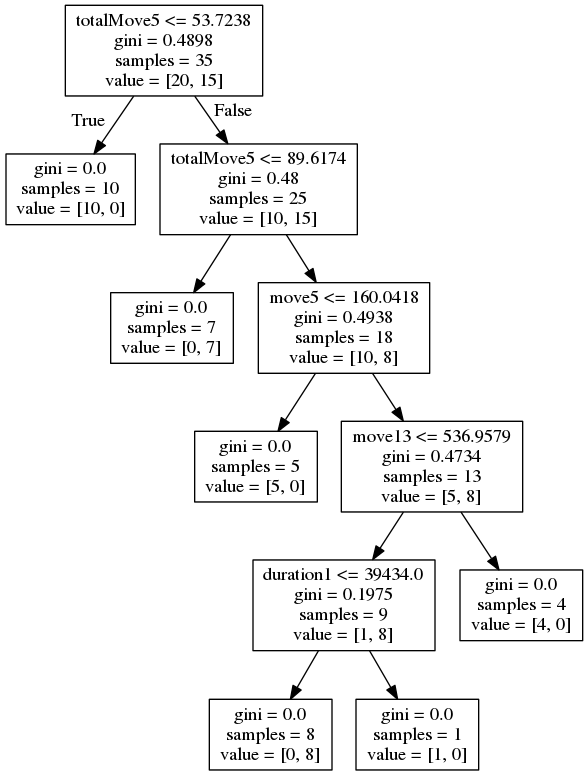 totalMove5 <= 53.7238
gini = 0.4898
samples = 35
value = [20, 15]
True
False
gini = 0.0
samples = 10
value = [10, 0]
totalMove5 <= 89.6174
gini = 0.48
samples = 25
value = [10, 15]
gini = 0.0
samples = 7
value = [0, 7]
move5 <= 160.0418
gini = 0.4938
samples = 18
value = [10, 8]
gini = 0.0
samples = 5
value = [5, 0]
move13 <= 536.9579
gini = 0.4734
samples = 13
value = [5, 8]
duration1 <= 39434.0
gini = 0.1975
samples = 9
value = [1, 8]
gini = 0.0
samples = 4
value = [4, 0]
gini = 0.0
samples = 8
value = [0, 8]
gini = 0.0
samples = 1
value = [1, 0]